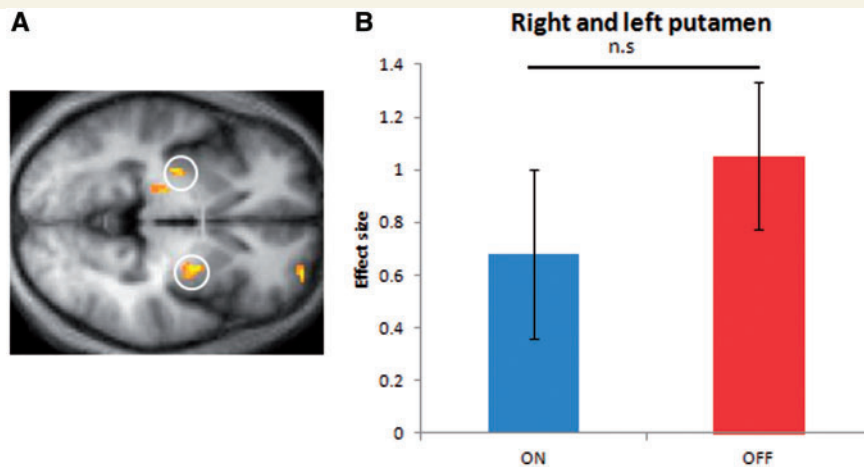 A
B
Right and left putamen
n.s
1.4
1.2
1
0.8
0.6
0.4
0.2
0
Effect size
ON
OFF